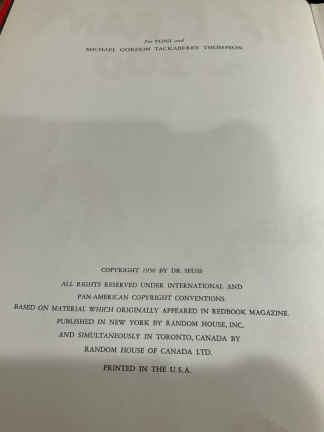 For TONI and
MICHAEL GORDON TACKABERRY THOMPSON
COPYRIGHT 1950 BY DR. SEUSS
ALL RIGHTS RESERVED UNDER INTERNATIONAL AND
PAN-AMERICAN COPYRIGHT CONVENTIONS
BASED ON MATERIAL WHICH ORIGINALLY APPEARED IN REDBOOK MAGAZINE.
PUBLISHED IN NEW YORK BY RANDOM HOUSE, INC.
AND SIMULTANEOUSLY IN TORONTO, CANADA BY
RANDOM HOUSE OF CANADA LTD.
PRINTED IN THE U.S.A.